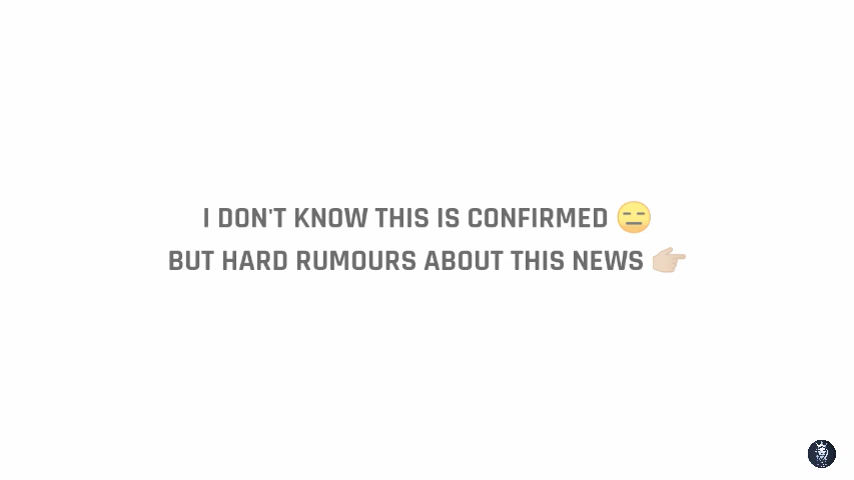 I DON'T KNOW THIS IS CONFIRMED 😑
BUT HARD RUMOURS ABOUT THIS NEWS 👉🏼